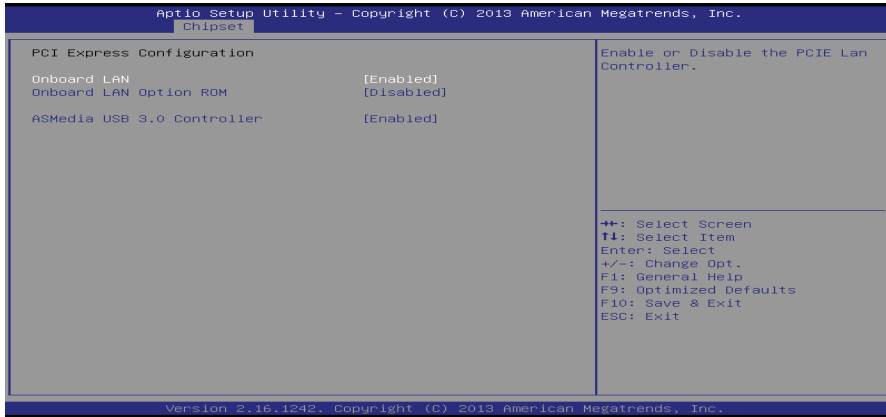 Aptio Setup Utility – Copyright (C) 2013 American Megatrends, Inc.
Chipset
PCI Express Configuration
Onboard LAN [Enabled]
Onboard LAN Option ROM [Disabled]
ASMedia USB 3.0 Controller [Enabled]
Enable or Disable the PCIE Lan
Controller.
→←: Select Screen
↑↓: Select Item
Enter: Select
+/-: Change Opt.
F1: General Help
F9: Optimized Defaults
F10: Save & Exit
ESC: Exit
Version 2.16.1242. Copyright (C) 2013 American Megatrends, Inc.